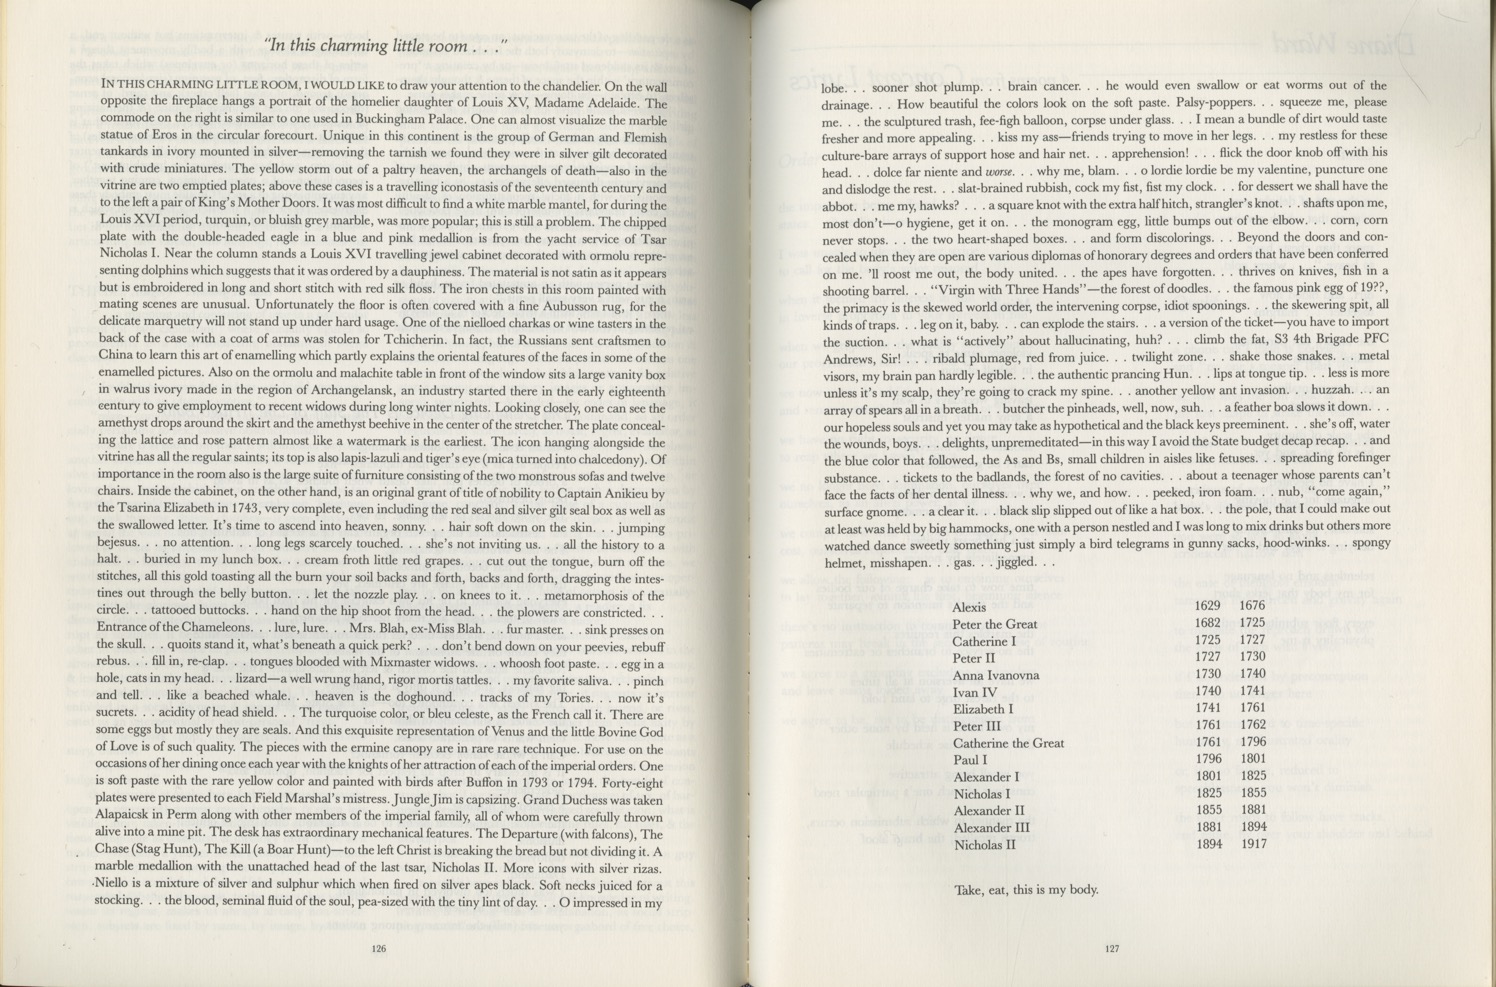 "In this charming little room . . ."
IN THIS CHARMING LITTLE ROOM, I WOULD LIKE to draw your attention to the chandelier. On the wall
opposite the fireplace hangs a portrait of the homelier daughter of Louis XV, Madame Adelaide. The
commode on the right is similar to one used in Buckingham Palace. One can almost visualize the marble
statue of Eros in the circular forecourt. Unique in this continent is the group of German and Flemish
tankards in ivory mounted in silver—removing the tarnish we found they were in silver gilt decorated
with crude miniatures. The yellow storm out of a paltry heaven, the archangels of death—also in the
vitrine are two emptied plates; above these cases is a travelling iconostasis of the seventeenth century and
to the left a pair of King's Mother Doors. It was most difficult to find a white marble mantel, for during the
Louis XVI period, turquin, or bluish grey marble, was more popular; this is still a problem. The chipped
plate with the double-headed eagle in a blue and pink medallion is from the yacht service of Tsar
Nicholas I. Near the column stands a Louis XVI travelling jewel cabinet decorated with ormolu repre-
senting dolphins which suggests that it was ordered by a dauphiness. The material is not satin as it appears
but is embroidered in long and short stitch with red silk floss. The iron chests in this room painted with
mating scenes are unusual. Unfortunately the floor is often covered with a fine Aubusson rug, for the
delicate marquetry will not stand up under hard usage. One of the nielloed charkas or wine tasters in the
back of the case with a coat of arms was stolen for Tchicherin. In fact, the Russians sent craftsmen to
China to learn this art of enamelling which partly explains the oriental features of the faces in some of the
enamelled pictures. Also on the ormolu and malachite table in front of the window sits a large vanity box
in walrus ivory made in the region of Archangelansk, an industry started there in the early eighteenth
century to give employment to recent widows during long winter nights. Looking closely, one can see the
amethyst drops around the skirt and the amethyst beehive in the center of the stretcher. The plate conceal-
ing the lattice and rose pattern almost like a watermark is the earliest. The icon hanging alongside the
vitrine has all the regular saints; its top is also lapis-lazuli and tiger's eye (mica turned into chalcedony). Of
importance in the room also is the large suite of furniture consisting of the two monstrous sofas and twelve
chairs. Inside the cabinet, on the other hand, is an original grant of title of nobility to Captain Anikieu by
the Tsarina Elizabeth in 1743, very complete, even including the red seal and silver gilt seal box as well as
the swallowed letter. It's time to ascend into heaven, sonny. . . hair soft down on the skin. . . jumping
bejesus. . . no attention. . . long legs scarcely touched. . . she's not inviting us. . . all the history to a
halt. . . buried in my lunch box. . . cream froth little red grapes. . . cut out the tongue, burn off the
stitches, all this gold toasting all the burn your soil backs and forth, backs and forth, dragging the intes-
tines out through the belly button. . . let the nozzle play. . . on knees to it. . . metamorphosis of the
circle. . . tattooed buttocks. . . hand on the hip shoot from the head. . . the plowers are constricted. . .
Entrance of the Chameleons. . . lure, lure. . . Mrs. Blah, ex-Miss Blah. . . fur master. . . sink presses on
the skull. . . quoits stand it, what's beneath a quick perk? . . . don't bend down on your peevies, rebuff
rebus. . . fill in, re-clap. . . tongues blooded with Mixmaster widows. . . whoosh foot paste. . . egg in a
hole, cats in my head. . . lizard—a well wrung hand, rigor mortis tattles. . . my favorite saliva. . . pinch
and tell. . . like a beached whale. . . heaven is the doghound. . . tracks of my Tories. . . now it's
sucrets. . . acidity of head shield. . . The turquoise color, or bleu celeste, as the French call it. There are
some eggs but mostly they are seals. And this exquisite representation of Venus and the little Bovine God
of Love is of such quality. The pieces with the ermine canopy are in rare rare technique. For use on the
occasions of her dining once each year with the knights of her attraction of each of the imperial orders. One
is soft paste with the rare yellow color and painted with birds after Buffon in 1793 or 1794. Forty-eight
plates were presented to each Field Marshal's mistress. Jungle Jim is capsizing. Grand Duchess was taken
Alapaicsk in Perm along with other members of the imperial family, all of whom were carefully thrown
alive into a mine pit. The desk has extraordinary mechanical features. The Departure (with falcons), The
Chase (Stag Hunt), The Kill (a Boar Hunt)—to the left Christ is breaking the bread but not dividing it. A
marble medallion with the unattached head of the last tsar, Nicholas II. More icons with silver rizas.
Niello is a mixture of silver and sulphur which when fired on silver apes black. Soft necks juiced for a
stocking. . . the blood, seminal fluid of the soul, pea-sized with the tiny lint of day. . . O impressed in my
126
lobe. . . sooner shot plump. . . brain cancer. . . he would even swallow or eat worms out of the
drainage. . . How beautiful the colors look on the soft paste. Palsy-poppers. . . squeeze me, please
me. . . the sculptured trash, fee-figh balloon, corpse under glass. . . I mean a bundle of dirt would taste
fresher and more appealing. . . kiss my ass—friends trying to move in her legs. . . my restless for these
culture-bare arrays of support hose and hair net. . . apprehension! . . . flick the door knob off with his
head. . . dolce far niente and worse. . . why me, blam. . . o lordie lordie be my valentine, puncture one
and dislodge the rest. . . slat-brained rubbish, cock my fist, fist my clock. . . for dessert we shall have the
abbot. . . me my, hawks? . . . a square knot with the extra half hitch, strangler's knot. . . shafts upon me,
most don't—o hygiene, get it on. . . the monogram egg, little bumps out of the elbow. . . corn, corn
never stops. . . the two heart-shaped boxes. . . and form discolorings. . . Beyond the doors and con-
cealed when they are open are various diplomas of honorary degrees and orders that have been conferred
on me. 'll roost me out, the body united. . . the apes have forgotten. . . thrives on knives, fish in a
shooting barrel. . . "Virgin with Three Hands"—the forest of doodles. . . the famous pink egg of 19??,
the primacy is the skewed world order, the intervening corpse, idiot spoonings. . . the skewering spit, all
kinds of traps. . . leg on it, baby. . . can explode the stairs. . . a version of the ticket—you have to import
the suction. . . what is "actively" about hallucinating, huh? . . . climb the fat, S3 4th Brigade PFC
Andrews, Sir! . . . ribald plumage, red from juice. . . twilight zone. . . shake those snakes. . . metal
visors, my brain pan hardly legible. . . the authentic prancing Hun. . . lips at tongue tip. . . less is more
unless it's my scalp, they're going to crack my spine. . . another yellow ant invasion. . . huzzah. . . an
array of spears all in a breath. . . butcher the pinheads, well, now, suh. . . a feather boa slows it down. . .
our hopeless souls and yet you may take as hypothetical and the black keys preeminent. . . she's off, water
the wounds, boys. . . delights, unpremeditated—in this way I avoid the State budget decap recap. . . and
the blue color that followed, the As and Bs, small children in aisles like fetuses. . . spreading forefinger
substance. . . tickets to the badlands, the forest of no cavities. . . about a teenager whose parents can't
face the facts of her dental illness. . . why we, and how. . . peeked, iron foam. . . nub, "come again,"
surface gnome. . . a clear it. . . black slip slipped out of like a hat box. . . the pole, that I could make out
at least was held by big hammocks, one with a person nestled and I was long to mix drinks but others more
watched dance sweetly something just simply a bird telegrams in gunny sacks, hood-winks. . . spongy
helmet, misshapen. . . gas. . . jiggled. . .
Alexis 1629 1676
Peter the Great 1682 1725
Catherine I 1725 1727
Peter II 1727 1730
Anna Ivanovna 1730 1740
Ivan IV 1740 1741
Elizabeth I 1741 1761
Peter III 1761 1762
Catherine the Great 1761 1796
Paul I 1796 1801
Alexander I 1801 1825
Nicholas I 1825 1855
Alexander II 1855 1881
Alexander III 1881 1894
Nicholas II 1894 1917
Take, eat, this is my body.
127